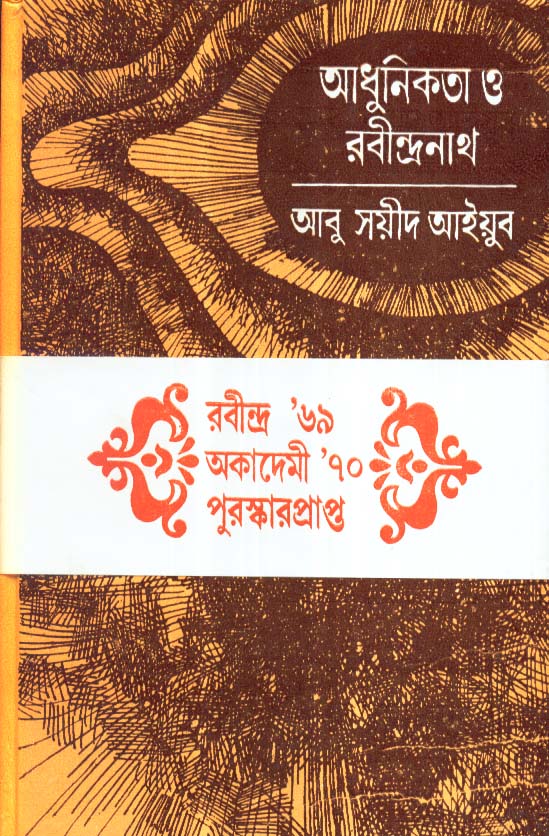 আধুনিকতা ও
রবীন্দ্রনাথ
আবু সয়ীদ আইয়ুব
রবীন্দ্র '৬৯
অকাদেমী '৭০
পুরস্কারপ্রাপ্ত